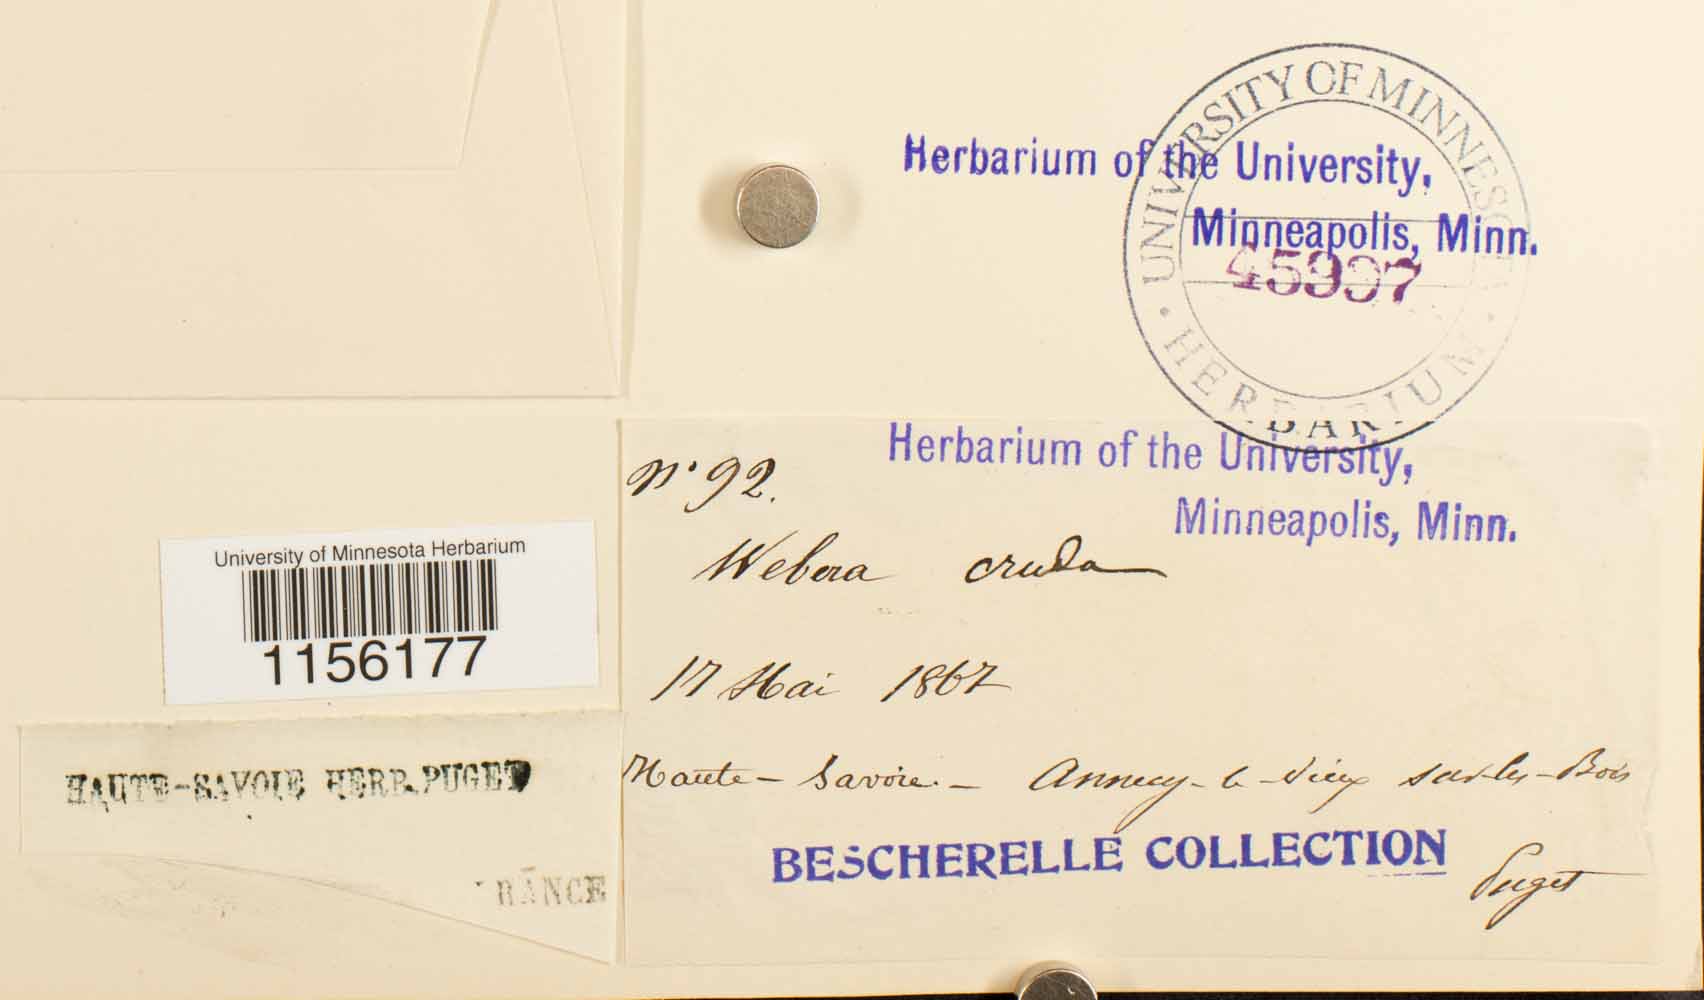 UNIVERSITY OF MINNESOTA
· HERBARIUM ·
Herbarium of the University,
Minneapolis, Minn.
45997
Herbarium of the University,
Minneapolis, Minn.
N° 92.
Webera cruda
University of Minnesota Herbarium
1156177
17 Mai 1867
HAUTE-SAVOIE HERB. PUGET
Haute-Savoie. - Annecy-le-Vieux sur-les-Bois
BESCHERELLE COLLECTION
Puget
RANCE